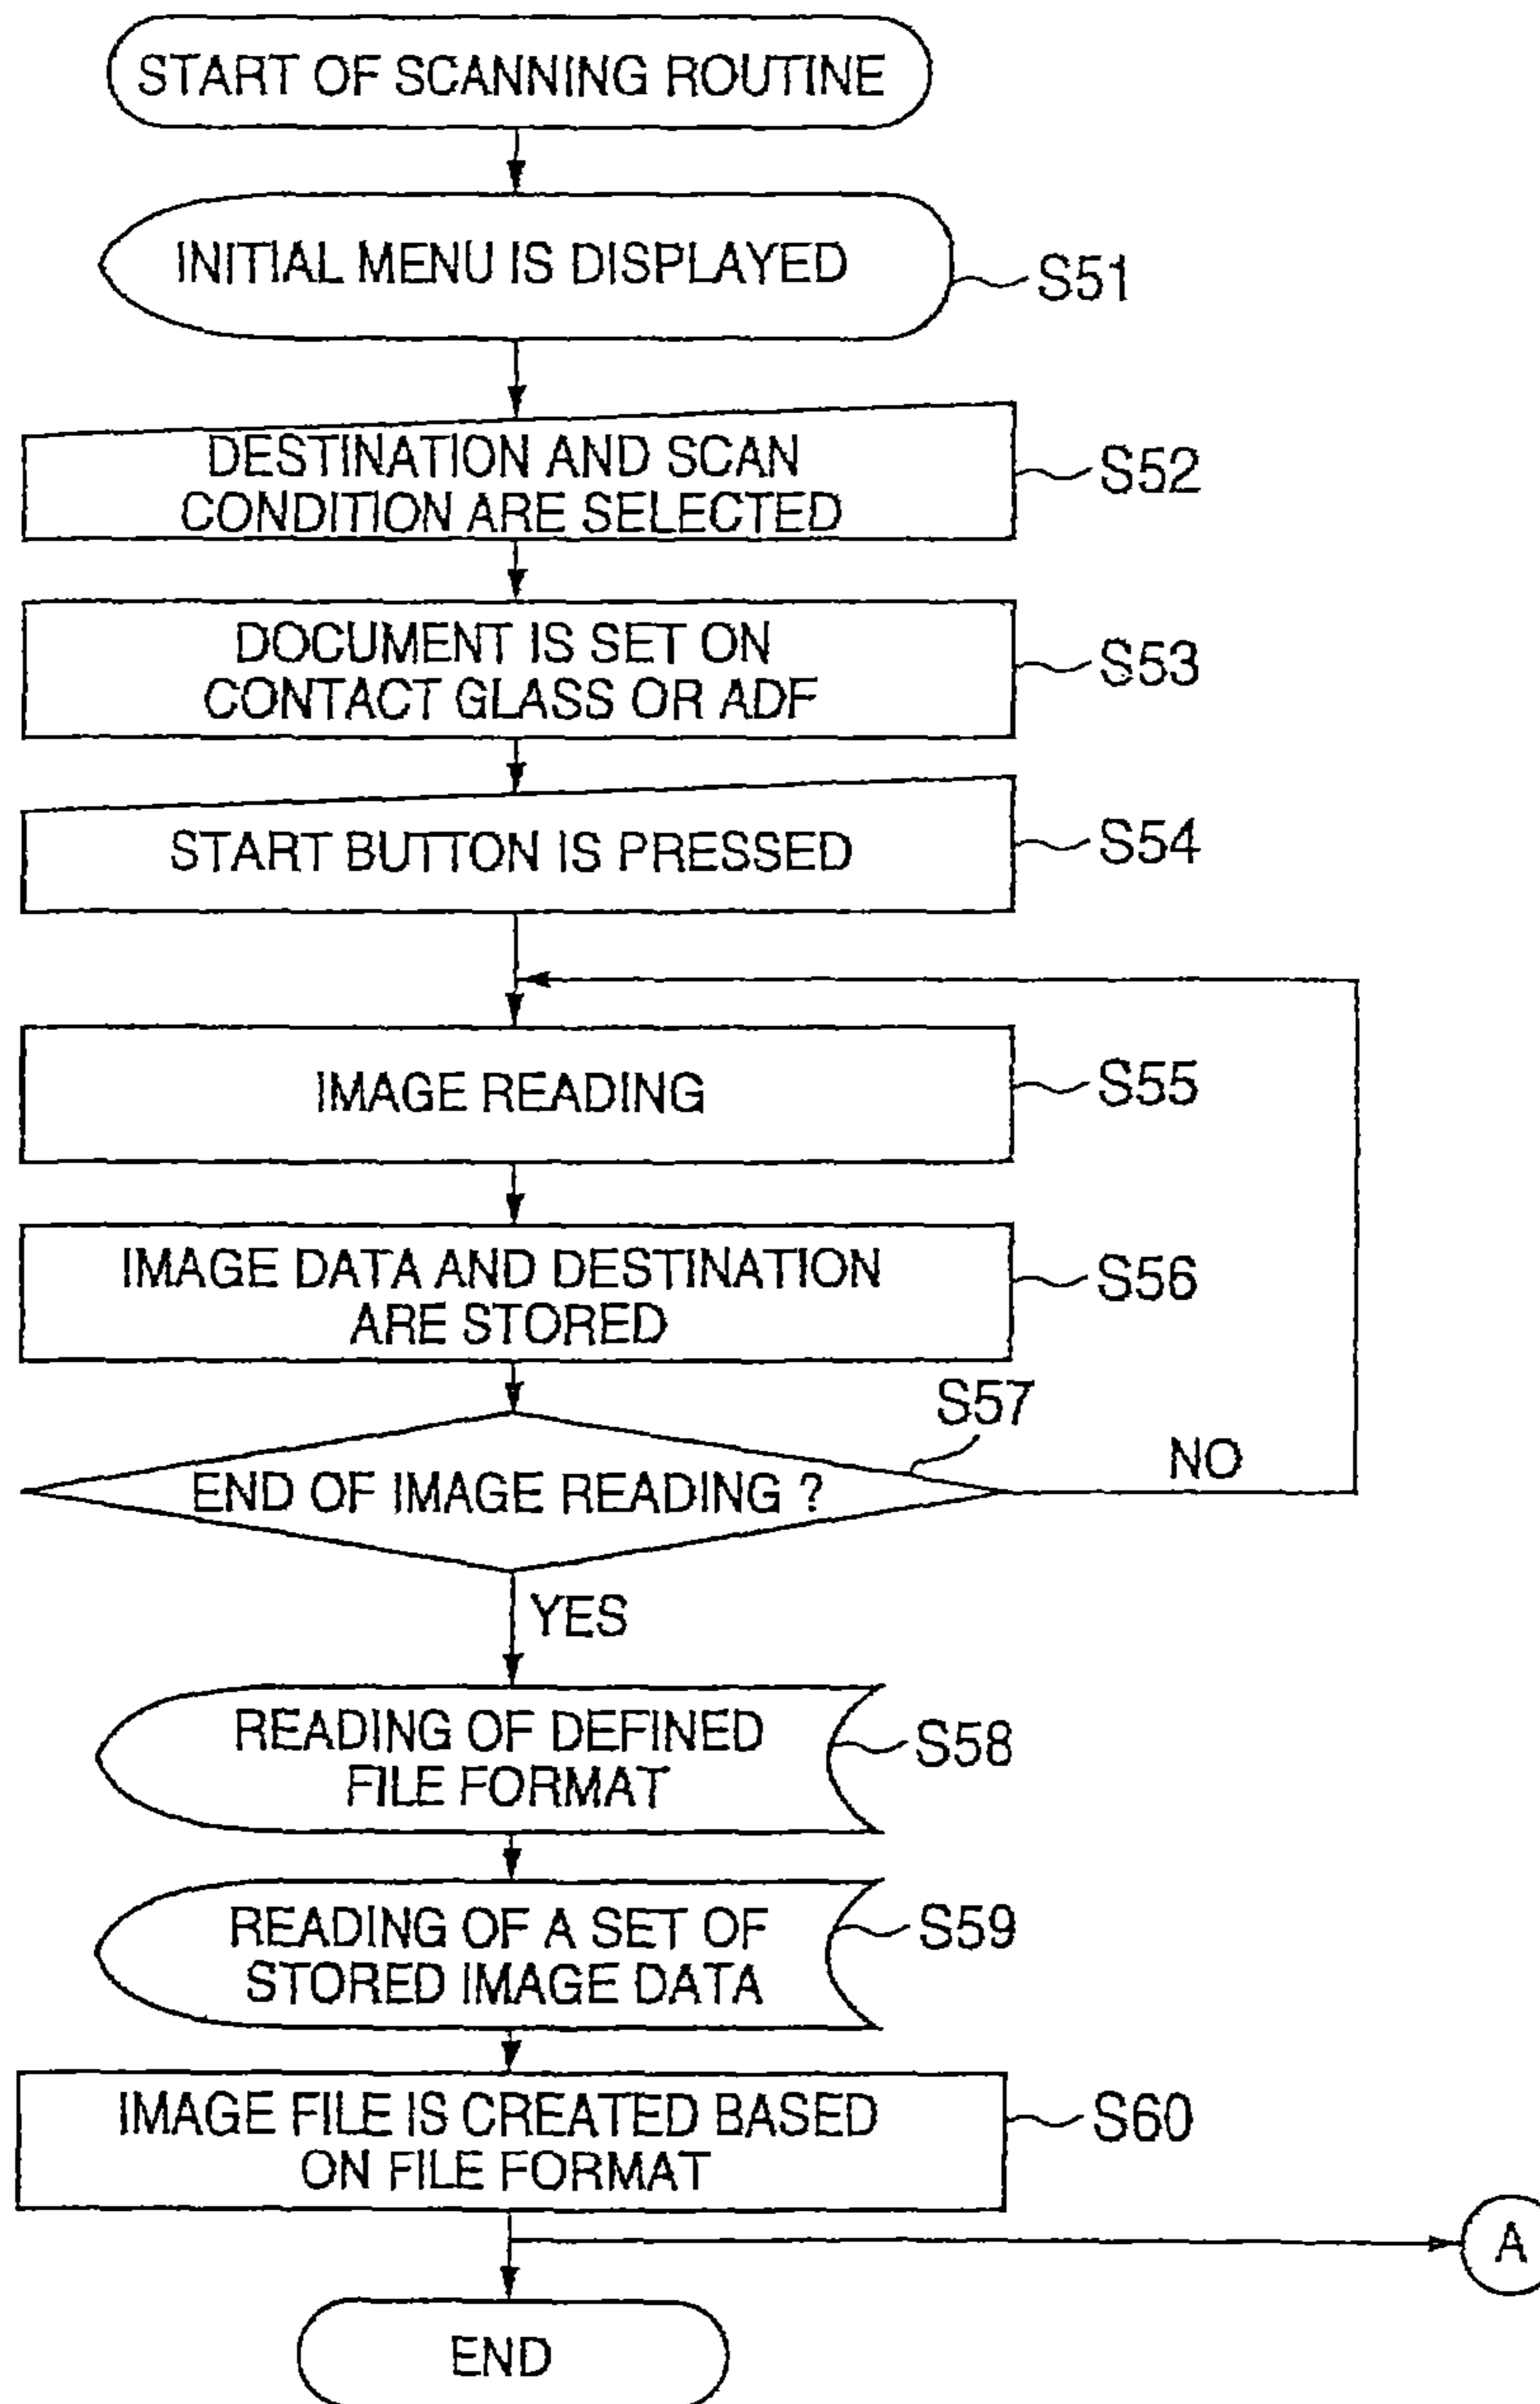 START OF SCANNING ROUTINE
INITIAL MENU IS DISPLAYED
S51
DESTINATION AND SCAN
CONDITION ARE SELECTED
S52
DOCUMENT IS SET ON
CONTACT GLASS OR ADF
S53
START BUTTON IS PRESSED
S54
IMAGE READING
S55
IMAGE DATA AND DESTINATION
ARE STORED
S56
S57
END OF IMAGE READING ?
NO
YES
READING OF DEFINED
FILE FORMAT
S58
READING OF A SET OF
STORED IMAGE DATA
S59
IMAGE FILE IS CREATED BASED
ON FILE FORMAT
S60
A
END